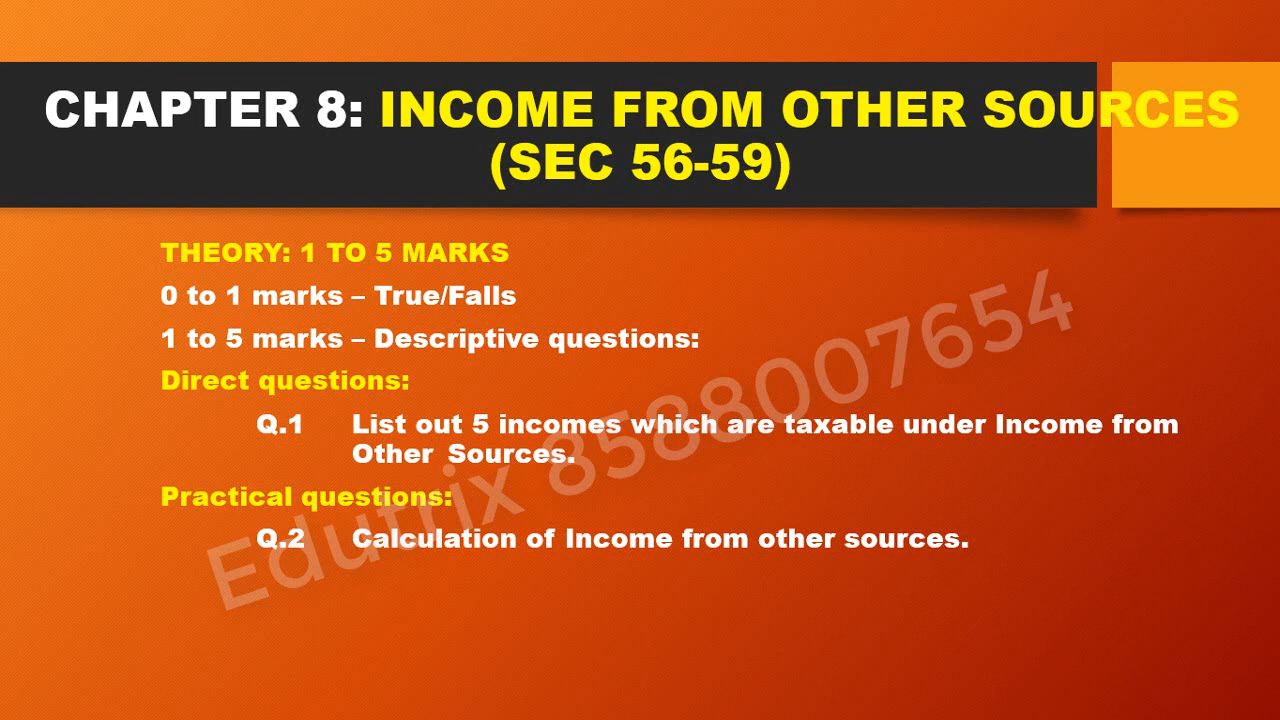 CHAPTER 8: INCOME FROM OTHER SOURCES
(SEC 56-59)
THEORY: 1 TO 5 MARKS
0 to 1 marks – True/Falls
1 to 5 marks – Descriptive questions:
Direct questions:
Q.1 List out 5 incomes which are taxable under Income from
Other Sources.
Practical questions:
Q.2 Calculation of Income from other sources.
Edutrix 8588007654